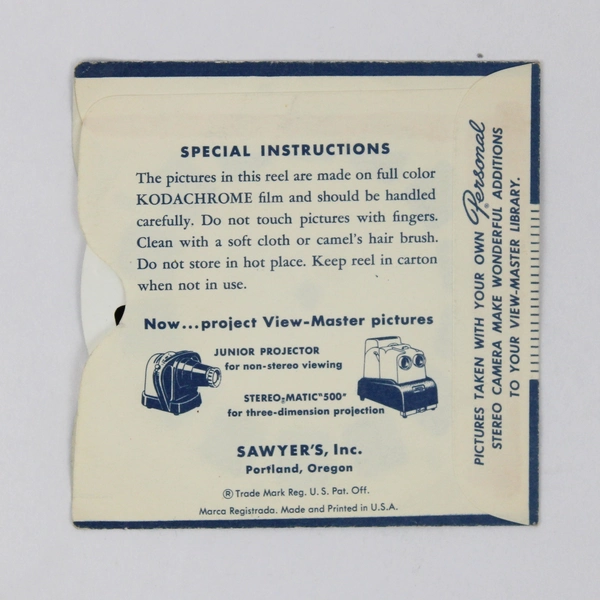 SPECIAL INSTRUCTIONS
The pictures in this reel are made on full color
KODACHROME film and should be handled
carefully. Do not touch pictures with fingers.
Clean with a soft cloth or camel's hair brush.
Do not store in hot place. Keep reel in carton
when not in use.
Now...project View-Master pictures
JUNIOR PROJECTOR
for non-stereo viewing
STEREO-MATIC "500"
for three-dimension projection
SAWYER'S, Inc.
Portland, Oregon
® Trade Mark Reg. U. S. Pat. Off.
Marca Registrada. Made and Printed in U.S.A.
PICTURES TAKEN WITH YOUR OWN Personal
STEREO CAMERA MAKE WONDERFUL ADDITIONS
TO YOUR VIEW-MASTER LIBRARY.